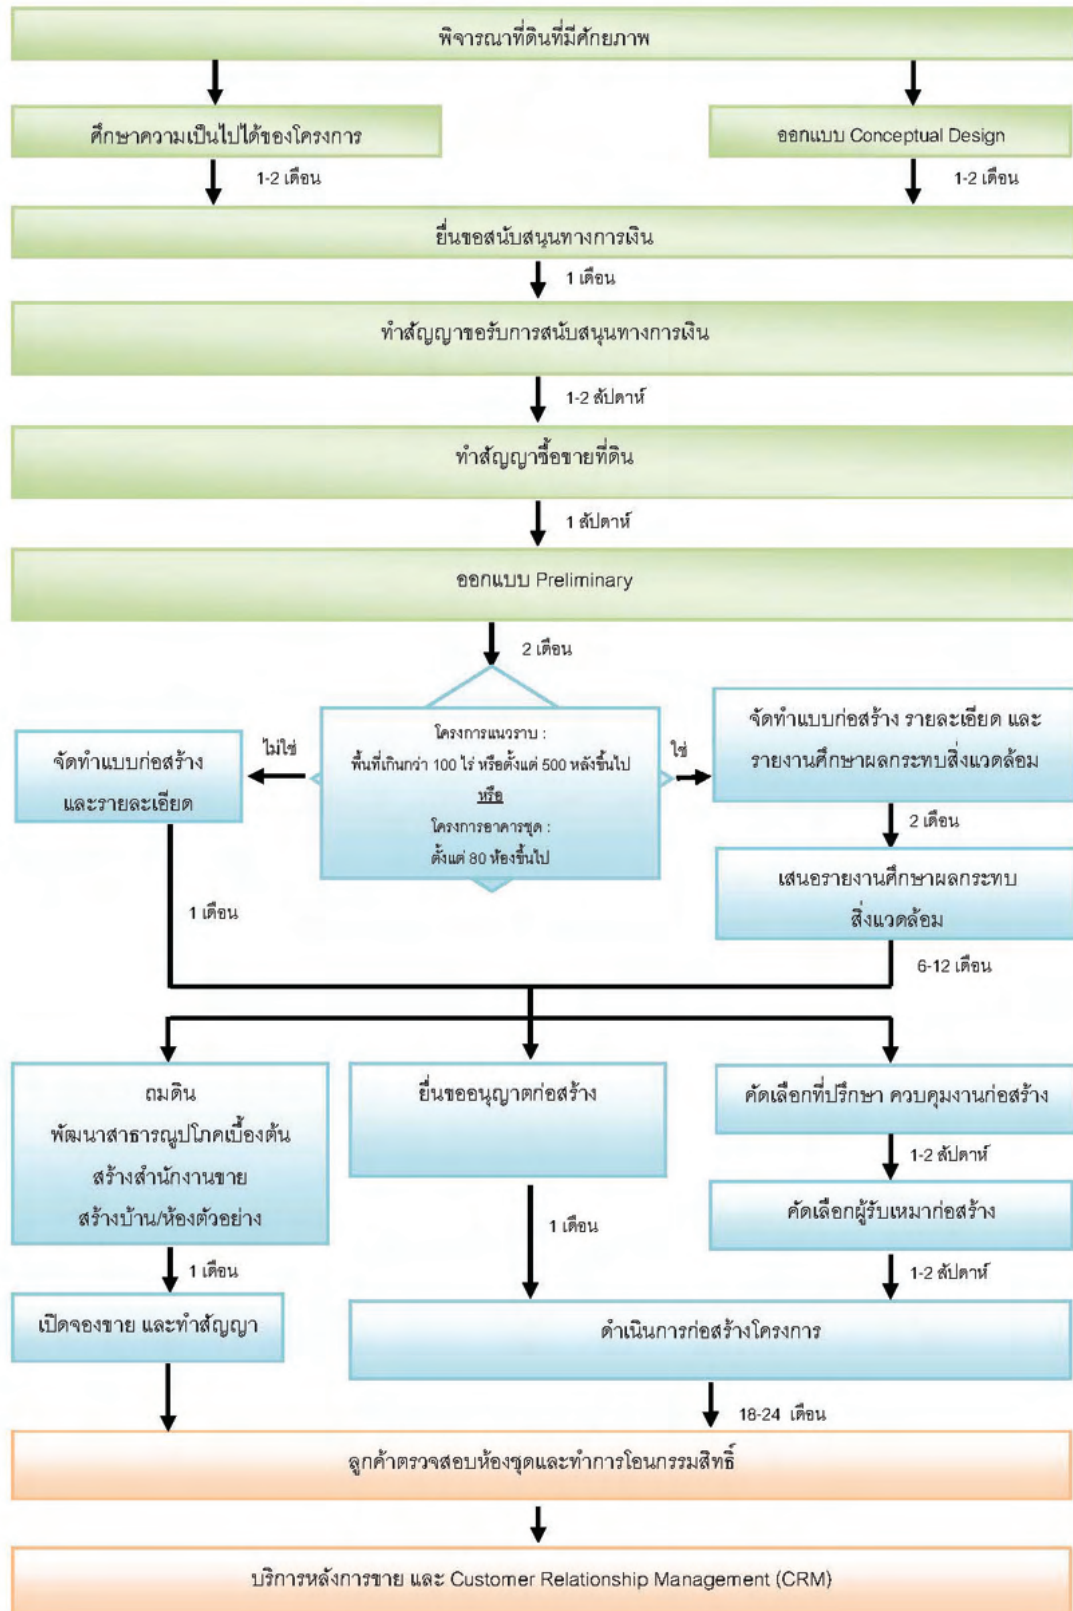 พิจารณาที่ดินที่มีศักยภาพ
ศึกษาความเป็นไปได้ของโครงการ
ออกแบบ Conceptual Design
1-2 เดือน
1-2 เดือน
ยื่นขอสนับสนุนทางการเงิน
1 เดือน
ทำสัญญาขอรับการสนับสนุนทางการเงิน
1-2 สัปดาห์
ทำสัญญาซื้อขายที่ดิน
1 สัปดาห์
ออกแบบ Preliminary
2 เดือน
โครงการแนวราบ :
พื้นที่เกินกว่า 100 ไร่ หรือตั้งแต่ 500 หลังขึ้นไป
หรือ
โครงการอาคารชุด :
ตั้งแต่ 80 ห้องขึ้นไป
ไม่ใช่
ใช่
จัดทำแบบก่อสร้าง
และรายละเอียด
จัดทำแบบก่อสร้าง รายละเอียด และ
รายงานศึกษาผลกระทบสิ่งแวดล้อม
2 เดือน
เสนอรายงานศึกษาผลกระทบ
สิ่งแวดล้อม
1 เดือน
6-12 เดือน
ถมดิน
พัฒนาสาธารณูปโภคเบื้องต้น
สร้างสำนักงานขาย
สร้างบ้าน/ห้องตัวอย่าง
ยื่นขออนุญาตก่อสร้าง
คัดเลือกที่ปรึกษา ควบคุมงานก่อสร้าง
1-2 สัปดาห์
คัดเลือกผู้รับเหมาก่อสร้าง
1 เดือน
1 เดือน
1-2 สัปดาห์
เปิดจองขาย และทำสัญญา
ดำเนินการก่อสร้างโครงการ
18-24 เดือน
ลูกค้าตรวจสอบห้องชุดและทำการโอนกรรมสิทธิ์
บริการหลังการขาย และ Customer Relationship Management (CRM)